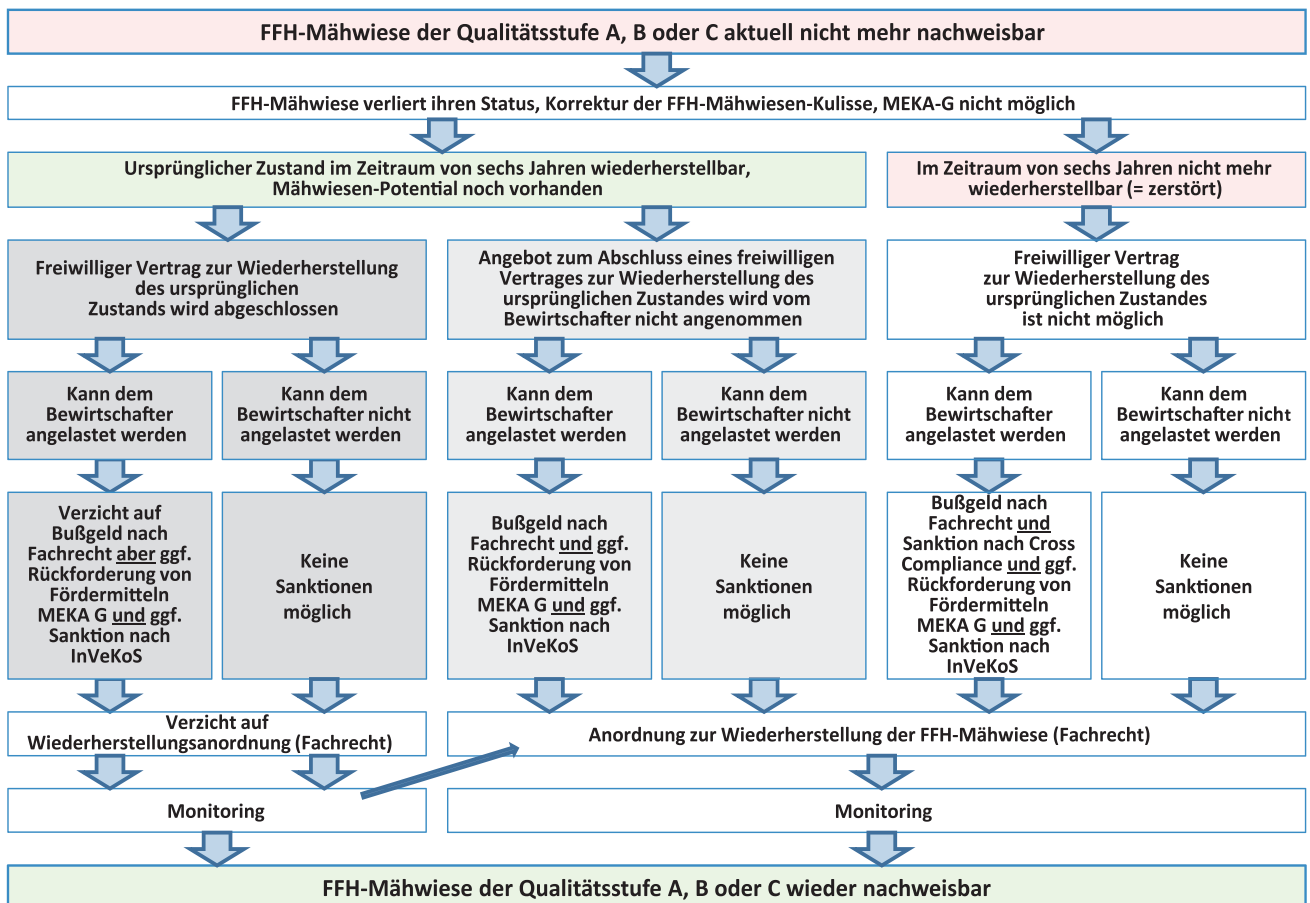 FFH-Mähwiese der Qualitätsstufe A, B oder C aktuell nicht mehr nachweisbar
FFH-Mähwiese verliert ihren Status, Korrektur der FFH-Mähwiesen-Kulisse, MEKA-G nicht möglich
Ursprünglicher Zustand im Zeitraum von sechs Jahren wiederherstellbar,
Mähwiesen-Potential noch vorhanden
Im Zeitraum von sechs Jahren nicht mehr
wiederherstellbar (= zerstört)
Freiwilliger Vertrag zur Wiederherstellung
des ursprünglichen
Zustands wird abgeschlossen
Angebot zum Abschluss eines freiwilligen
Vertrages zur Wiederherstellung des
ursprünglichen Zustandes wird vom
Bewirtschafter nicht angenommen
Freiwilliger Vertrag
zur Wiederherstellung des
ursprünglichen Zustandes
ist nicht möglich
Kann dem
Bewirtschafter
angelastet werden
Kann dem
Bewirtschafter nicht
angelastet werden
Kann dem
Bewirtschafter
angelastet werden
Kann dem
Bewirtschafter nicht
angelastet werden
Kann dem
Bewirtschafter
angelastet werden
Kann dem
Bewirtschafter nicht
angelastet werden
Verzicht auf
Bußgeld nach
Fachrecht aber ggf.
Rückforderung von
Fördermitteln
MEKA G und ggf.
Sanktion nach
InVeKoS
Keine
Sanktionen
möglich
Bußgeld nach
Fachrecht und ggf.
Rückforderung von
Fördermitteln
MEKA G und ggf.
Sanktion nach
InVeKoS
Keine
Sanktionen
möglich
Bußgeld nach
Fachrecht und
Sanktion nach Cross
Compliance und ggf.
Rückforderung von
Fördermitteln
MEKA G und ggf.
Sanktion nach
InVeKoS
Keine
Sanktionen
möglich
Verzicht auf
Wiederherstellungsanordnung (Fachrecht)
Anordnung zur Wiederherstellung der FFH-Mähwiese (Fachrecht)
Monitoring
Monitoring
FFH-Mähwiese der Qualitätsstufe A, B oder C wieder nachweisbar